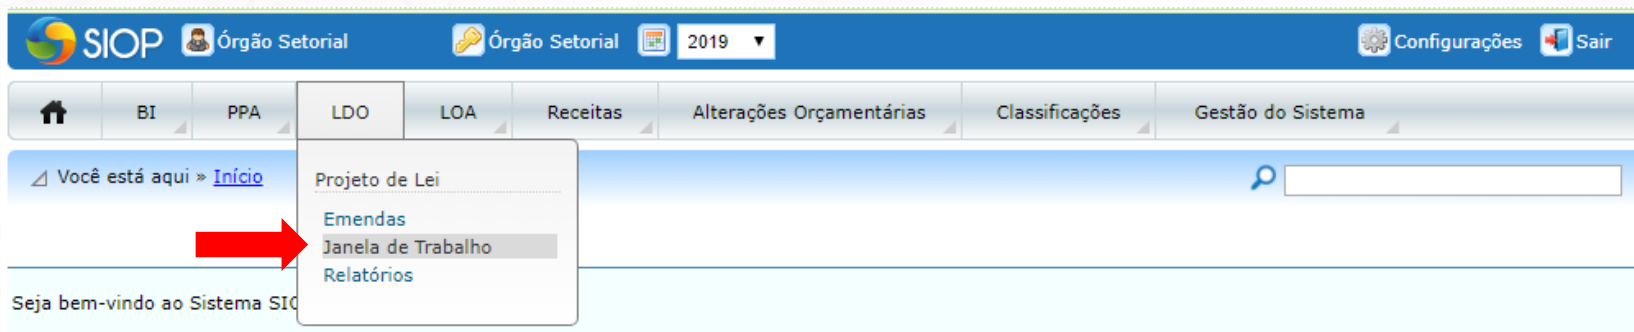 SIOP Órgão Setorial Órgão Setorial 2019 Configurações Sair
BI PPA LDO LOA Receitas Alterações Orçamentárias Classificações Gestão do Sistema
Você está aqui » Início
Projeto de Lei
Emendas
Janela de Trabalho
Relatórios
Seja bem-vindo ao Sistema